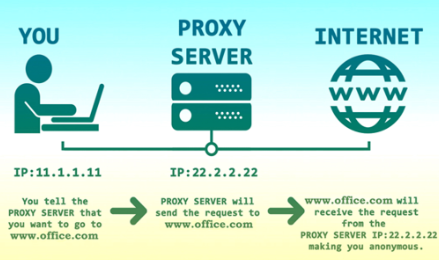 YOU
PROXY
SERVER
INTERNET
www
IP:11.1.1.11
IP:22.2.2.22
You tell the
PROXY SERVER that
you want to go to
www.office.com
PROXY SERVER will
send the request to
www.office.com
www.office.com will
receive the request
from the
PROXY SERVER IP:22.2.2.22
making you anonymous.